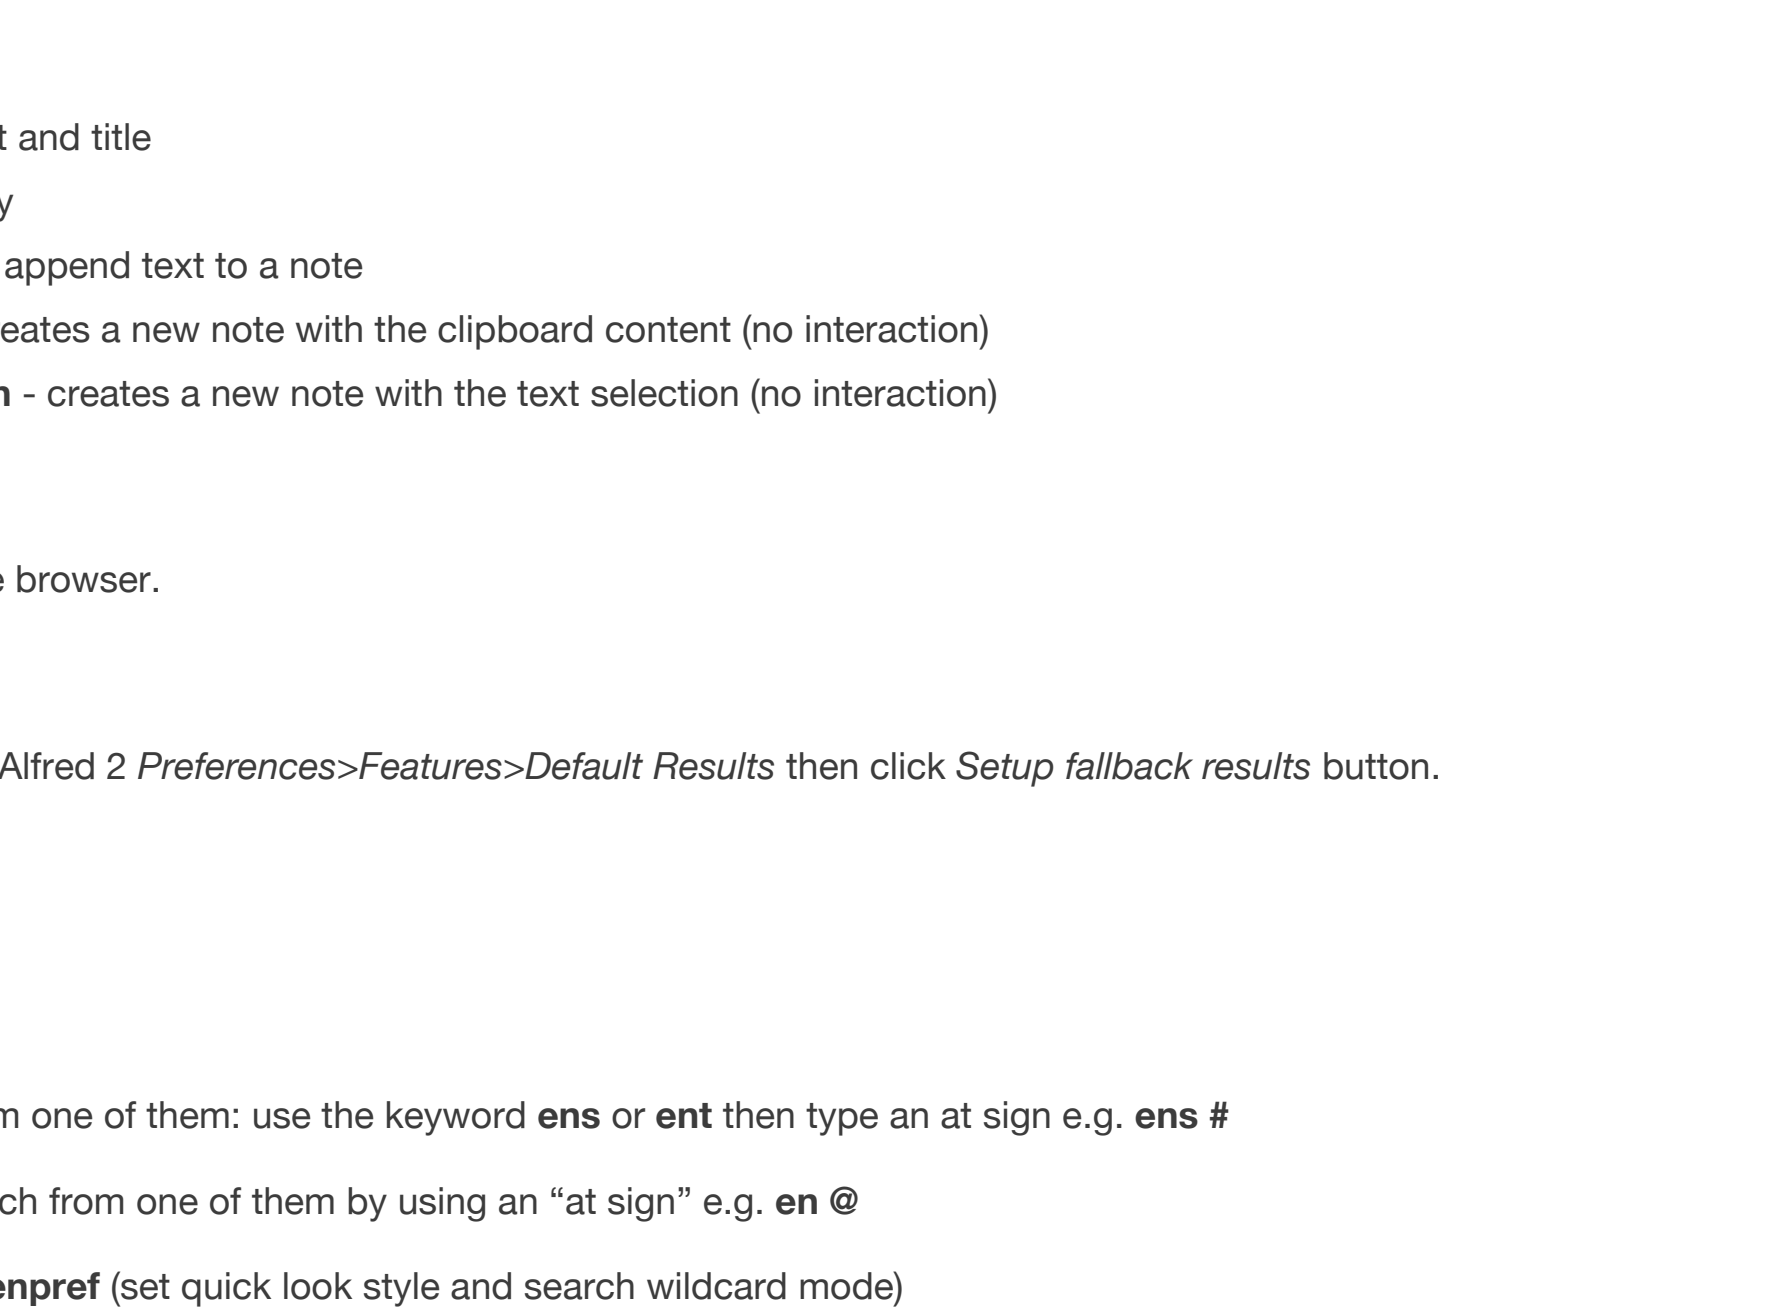 t and title
y
append text to a note
eates a new note with the clipboard content (no interaction)
n - creates a new note with the text selection (no interaction)
e browser.
Alfred 2 Preferences>Features>Default Results then click Setup fallback results button.
m one of them: use the keyword ens or ent then type an at sign e.g. ens #
ch from one of them by using an “at sign” e.g. en @
enpref (set quick look style and search wildcard mode)